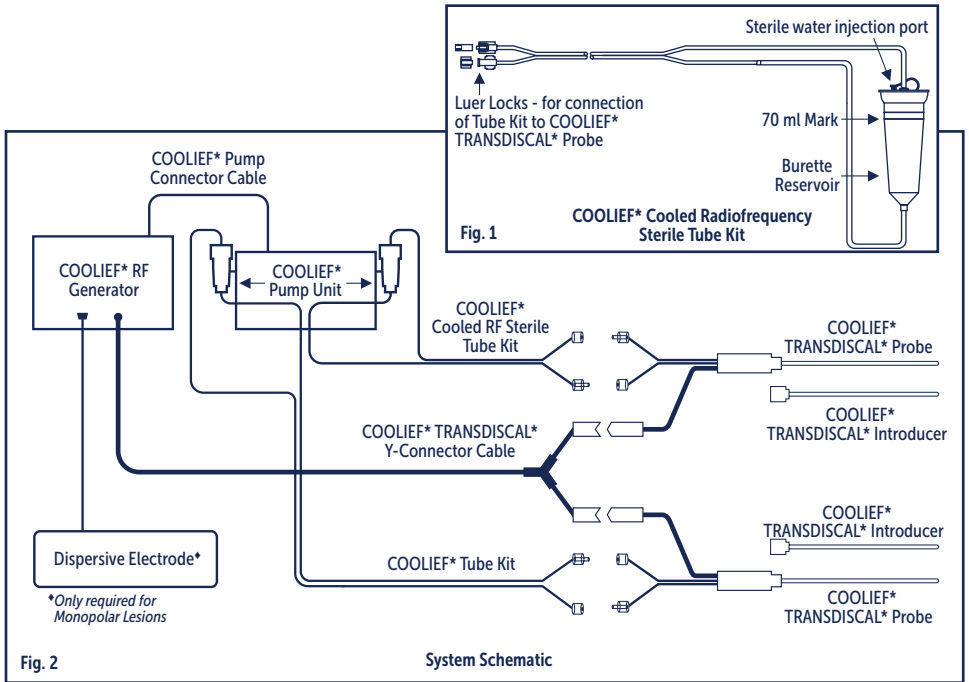 Sterile water injection port
Luer Locks - for connection
of Tube Kit to COOLIEF*
TRANSDISCAL* Probe
70 ml Mark
Burette
Reservoir
Fig. 1
COOLIEF* Cooled Radiofrequency
Sterile Tube Kit
COOLIEF* Pump
Connector Cable
COOLIEF* RF
Generator
COOLIEF*
Pump Unit
COOLIEF*
Cooled RF Sterile
Tube Kit
COOLIEF*
TRANSDISCAL* Probe
COOLIEF*
TRANSDISCAL* Introducer
COOLIEF* TRANSDISCAL*
Y-Connector Cable
COOLIEF*
TRANSDISCAL* Introducer
Dispersive Electrode♦
COOLIEF* Tube Kit
♦Only required for
Monopolar Lesions
COOLIEF*
TRANSDISCAL* Probe
Fig. 2
System Schematic